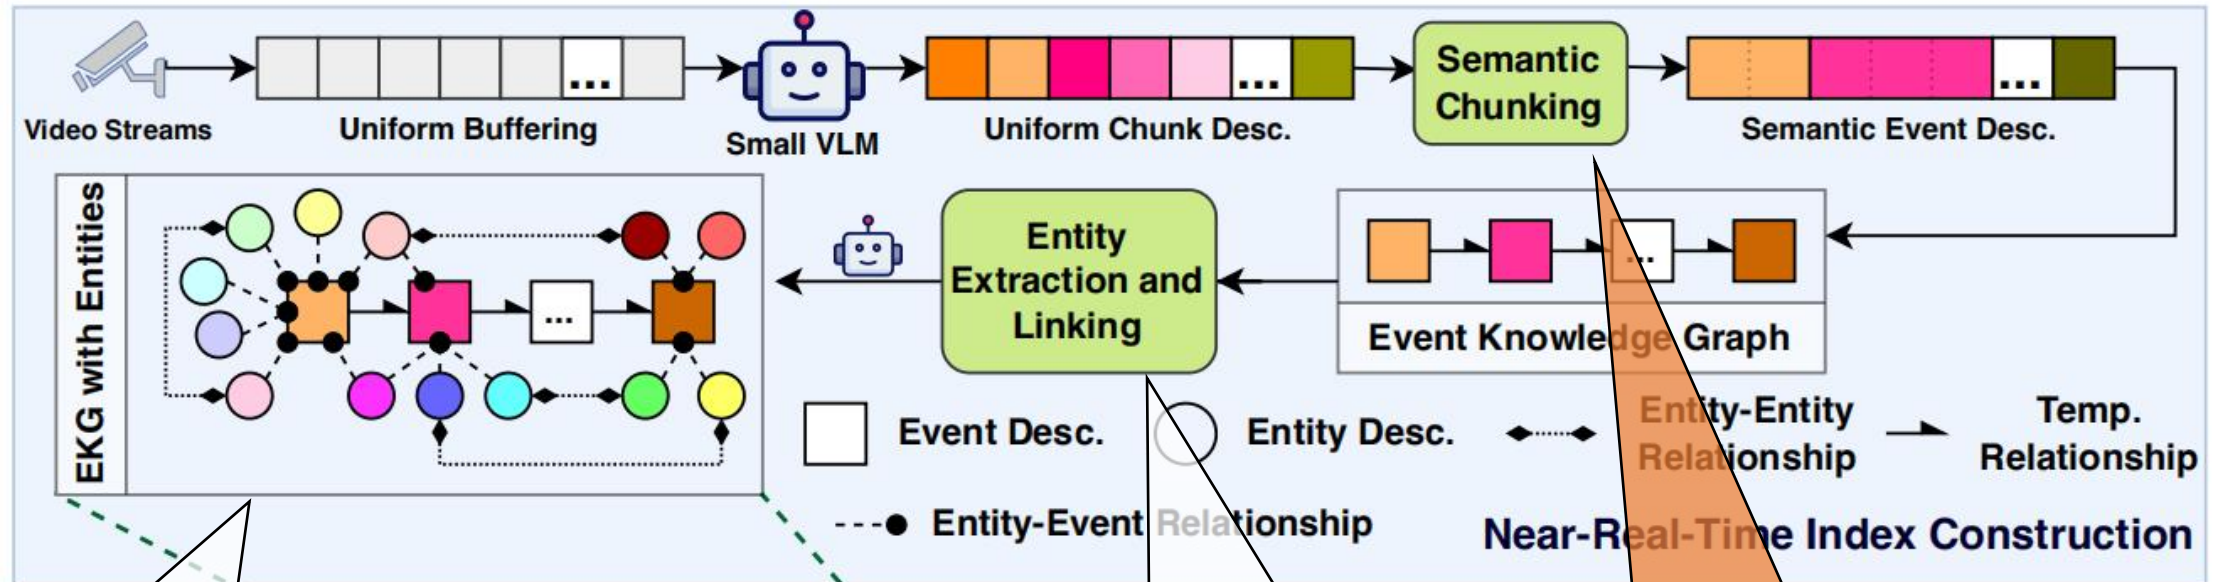 Video Streams
Uniform Buffering
...
Small VLM
Uniform Chunk Desc.
...
Semantic
Chunking
Semantic Event Desc.
...
EKG with Entities
...
Entity
Extraction and
Linking
...
Event Knowledge Graph
Event Desc.
Entity Desc.
Entity-Entity
Relationship
Temp.
Relationship
Entity-Event Relationship
Near-Real-Time Index Construction